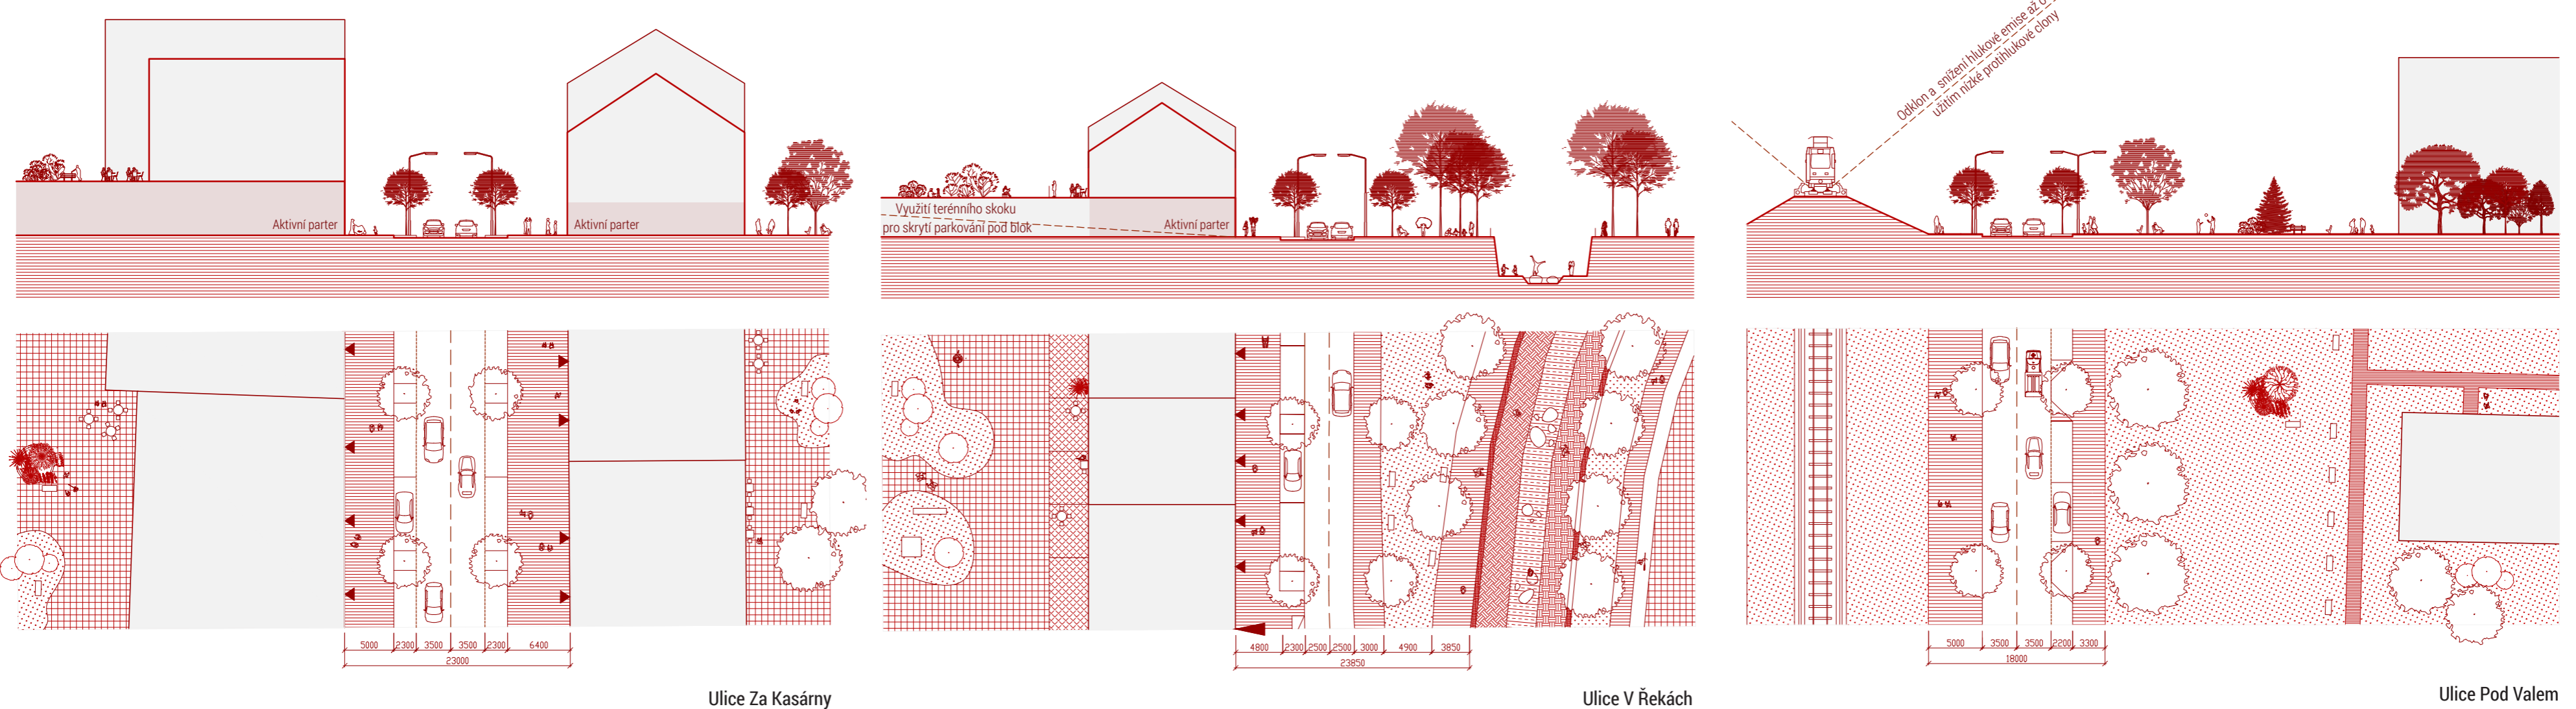 Odklon a snížení hlukové emise až o
užitím nízké protihlukové clony
Aktivní parter
Aktivní parter
Využití terénního skoku
pro skrytí parkování pod blok
Aktivní parter
5000 2300 3500 3500 2300 6400
23000
4800 2300 2500 2500 3000 4900 3850
23850
5000 3500 3500 2200 3300
18000
Ulice Za Kasárny
Ulice V Řekách
Ulice Pod Valem